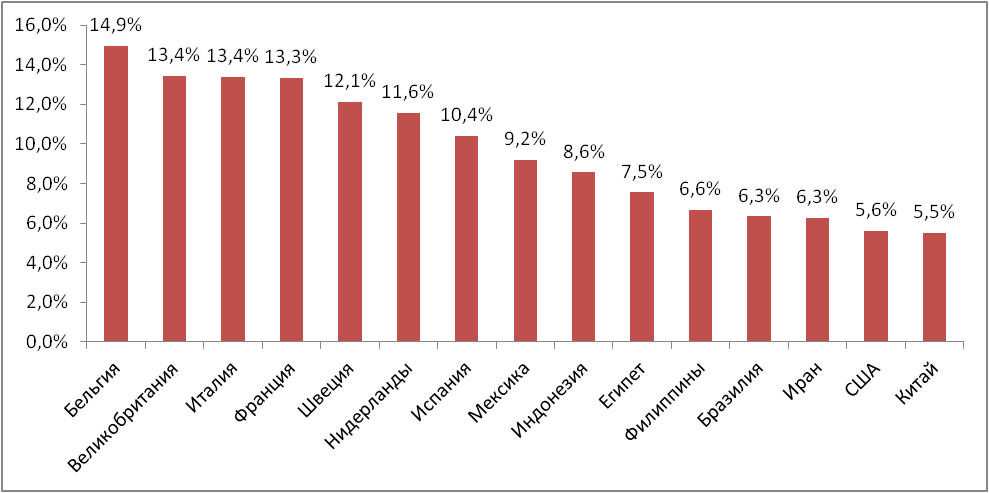 16,0%
14,0%
12,0%
10,0%
8,0%
6,0%
4,0%
2,0%
0,0%
14,9%
13,4%
13,4%
13,3%
12,1%
11,6%
10,4%
9,2%
8,6%
7,5%
6,6%
6,3%
6,3%
5,6%
5,5%
Бельгия
Великобритания
Италия
Франция
Швеция
Нидерланды
Испания
Мексика
Индонезия
Египет
Филиппины
Бразилия
Иран
США
Китай